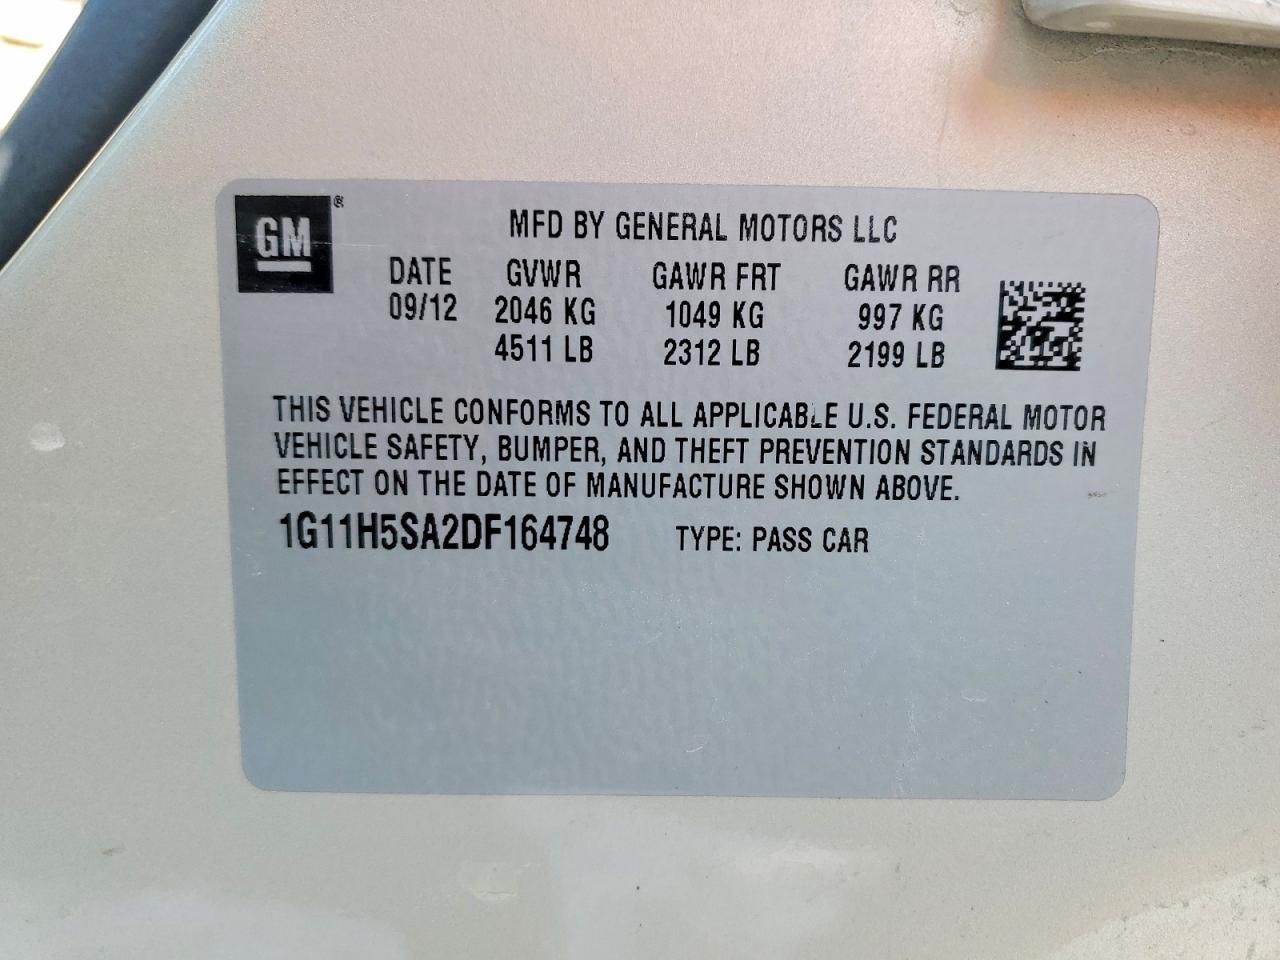 GM®
MFD BY GENERAL MOTORS LLC
DATE GVWR GAWR FRT GAWR RR
09/12 2046 KG 1049 KG 997 KG
4511 LB 2312 LB 2199 LB
THIS VEHICLE CONFORMS TO ALL APPLICABLE U.S. FEDERAL MOTOR
VEHICLE SAFETY, BUMPER, AND THEFT PREVENTION STANDARDS IN
EFFECT ON THE DATE OF MANUFACTURE SHOWN ABOVE.
1G11H5SA2DF164748 TYPE: PASS CAR